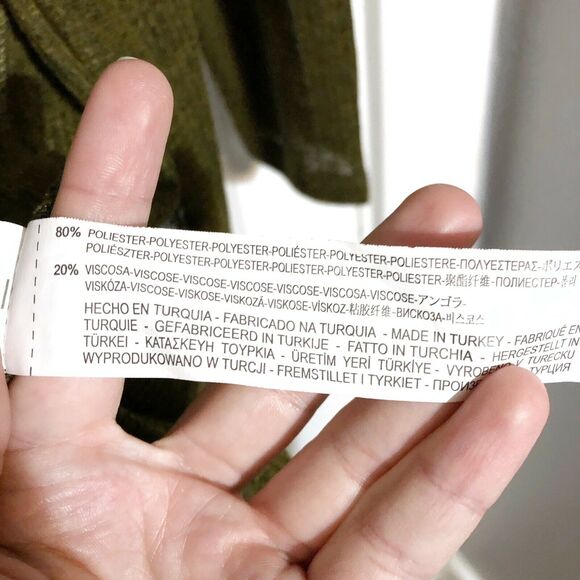 80% POLIESTER-POLYESTER-POLYESTER-POLIÉSTER-POLYESTER-POLIESTERE-ΠΟΛΥΕΣΤΕΡΑΣ-ポリエス
POLIÉSZTER-POLYESTER-POLYESTER-POLIESTER-POLYESTER-POLIESTER-聚酯纤维-ПОЛИЕСТЕР-폴리
20% VISCOSA-VISCOSE-VISCOSE-VISCOSE-VISCOSE-VISCOSA-VISCOSE-アンゴラ-
VISKÓZA-VISCOSE-VISKOSE-VISKOZÁ-VISKOSE-VÍSKOZ-粘胶纤维-ВИСКОЗА-비스코스
HECHO EN TURQUIA - FABRICADO NA TURQUIA - MADE IN TURKEY - FABRIQUÉ EN
TURQUIE - GEFABRICEERD IN TURKIJE - FATTO IN TURCHIA - HERGESTELLT IN
TÜRKEI - ΚΑΤΑΣΚΕΥΗ ΤΟΥΡΚΙΑ - ÜRETİM YERİ TÜRKİYE - VYROBENO V TURECKU
WYPRODUKOWANO W TURCJI - FREMSTILLET I TYRKIET - ТУРЦИЯ